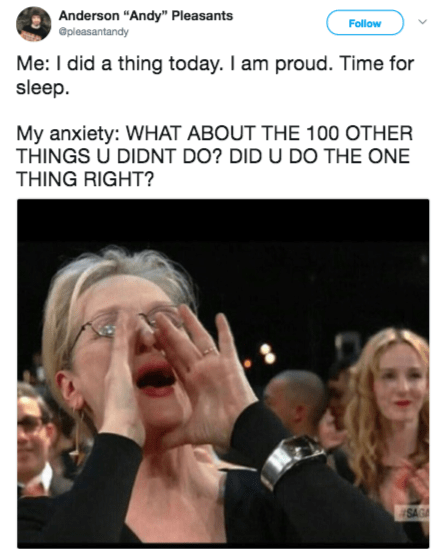 Anderson “Andy” Pleasants
@pleasantandy
Follow
Me: I did a thing today. I am proud. Time for
sleep.
My anxiety: WHAT ABOUT THE 100 OTHER
THINGS U DIDNT DO? DID U DO THE ONE
THING RIGHT?
#SAGA